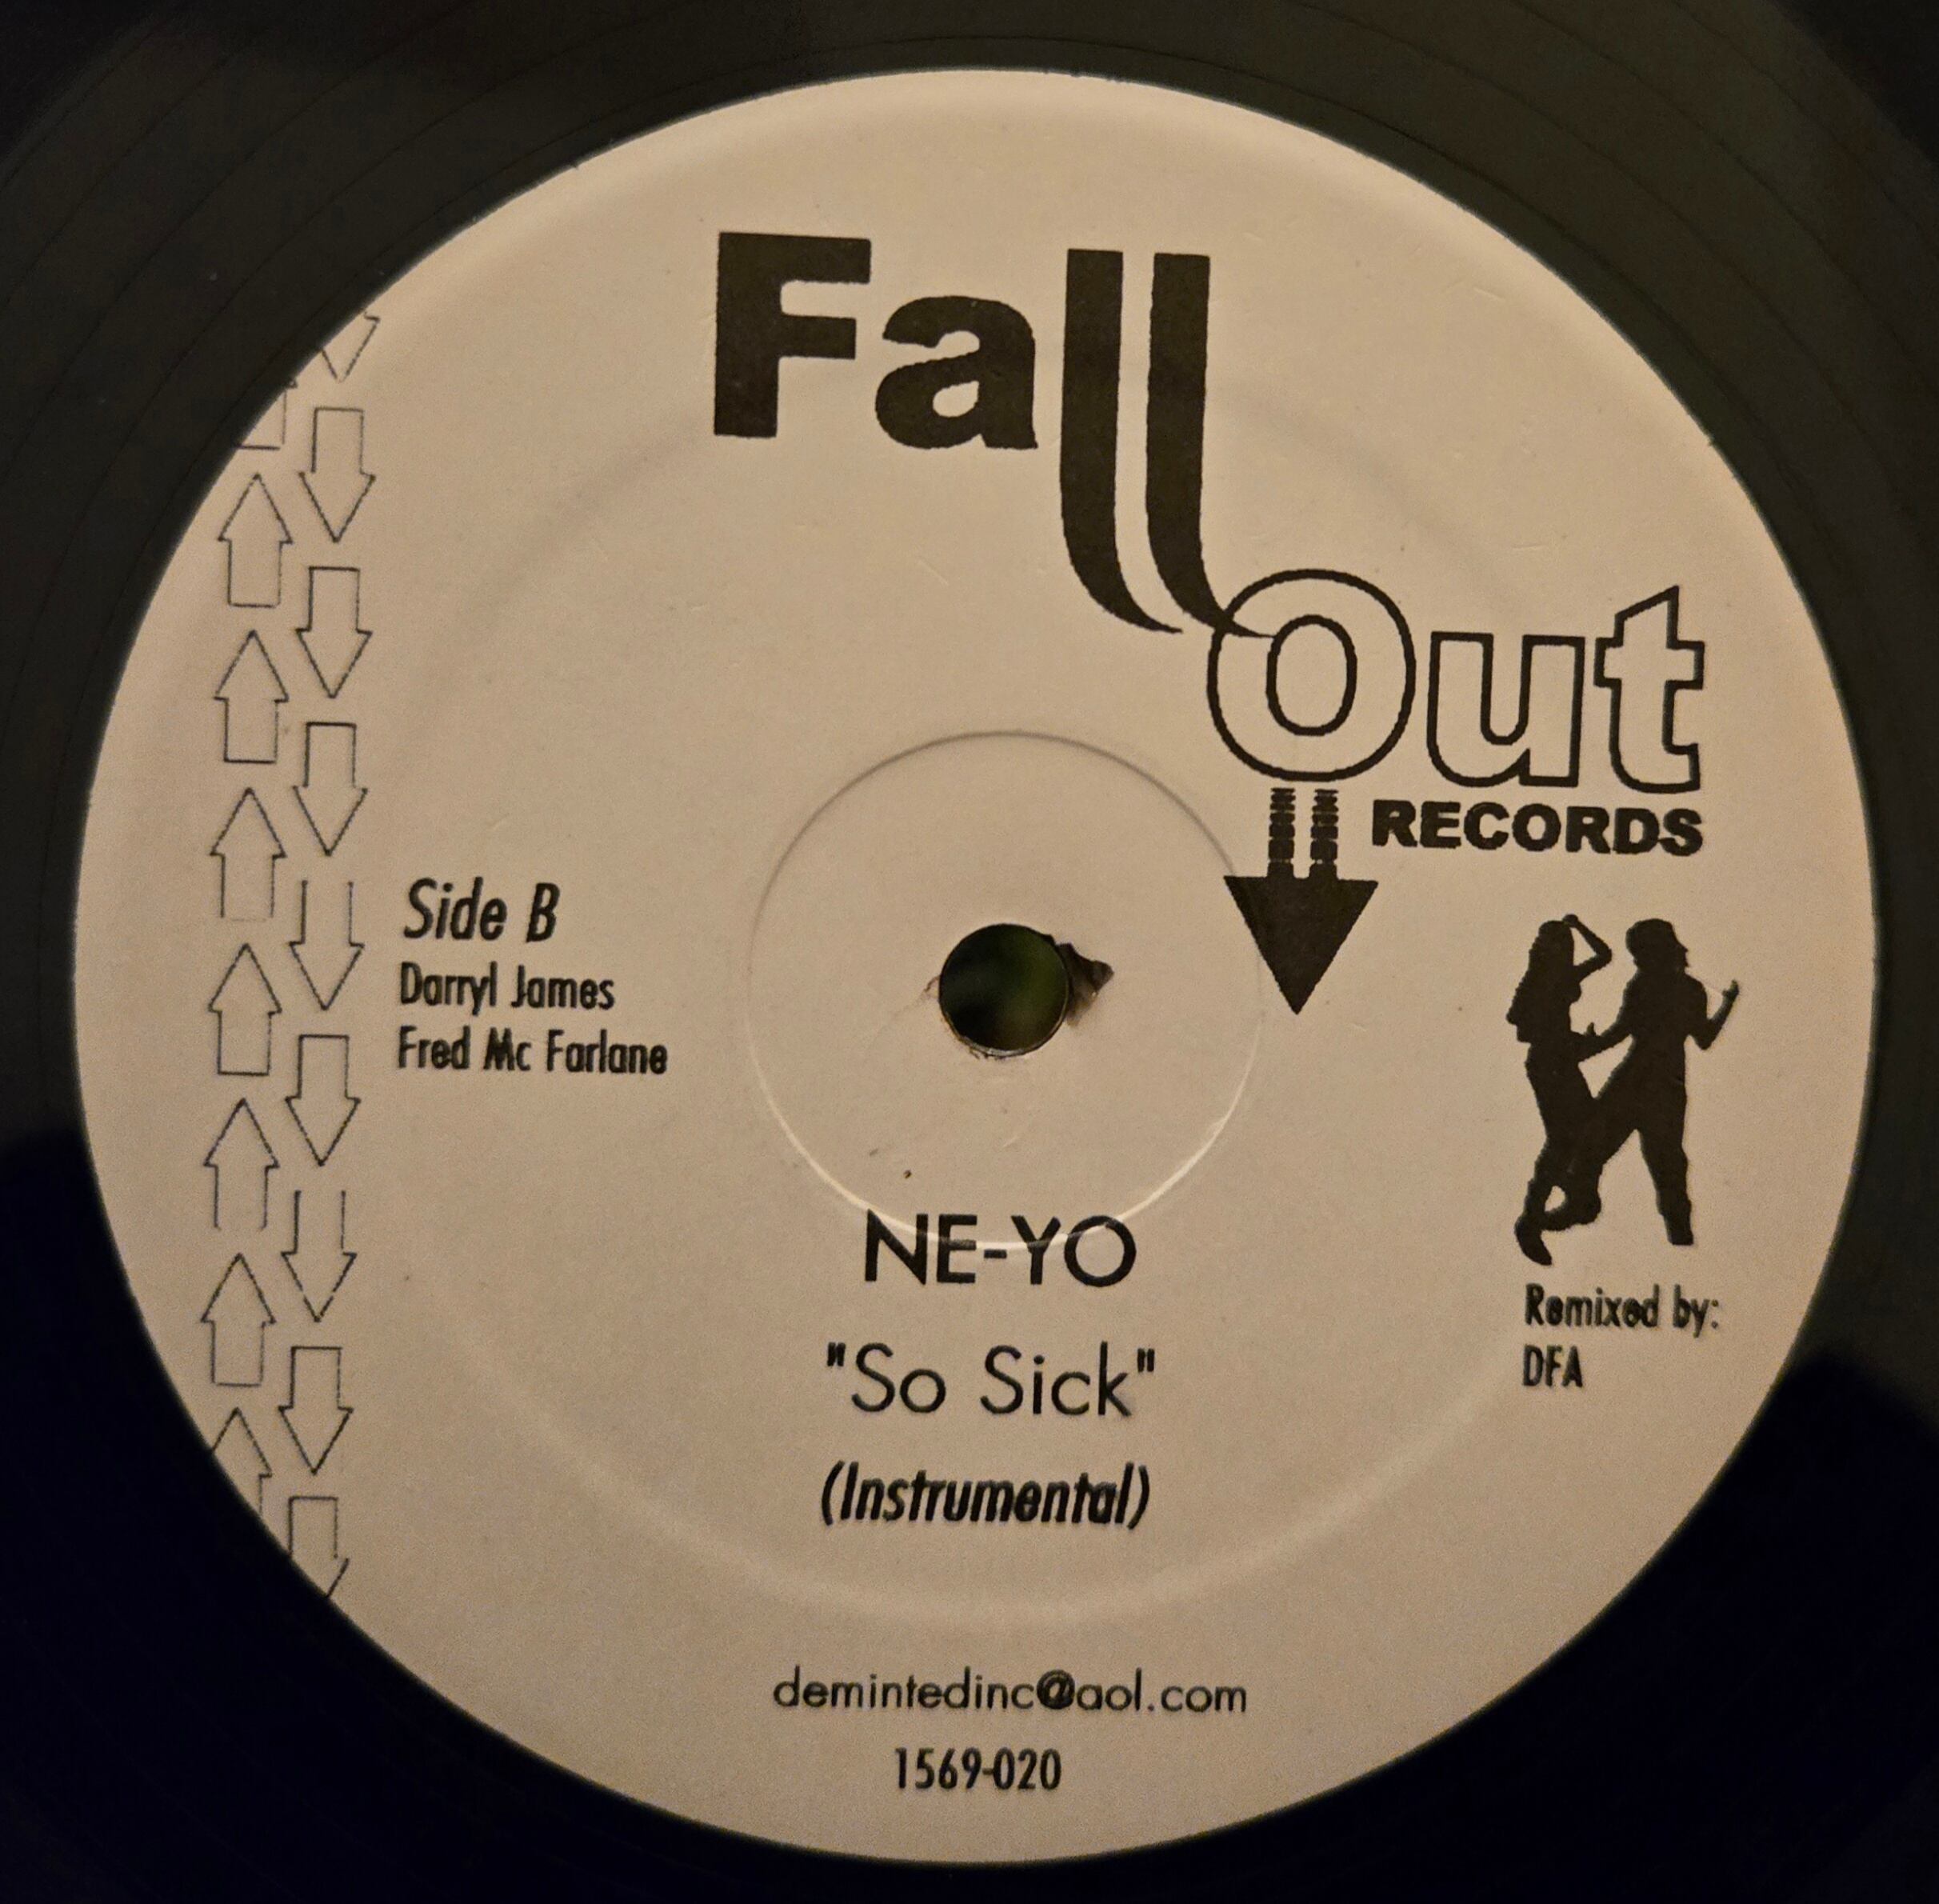 Fall
Out
RECORDS
Side B
Darryl James
Fred Mc Farlane
NE-YO
"So Sick"
(Instrumental)
Remixed by:
DFA
demintedinc@aol.com
1569-020